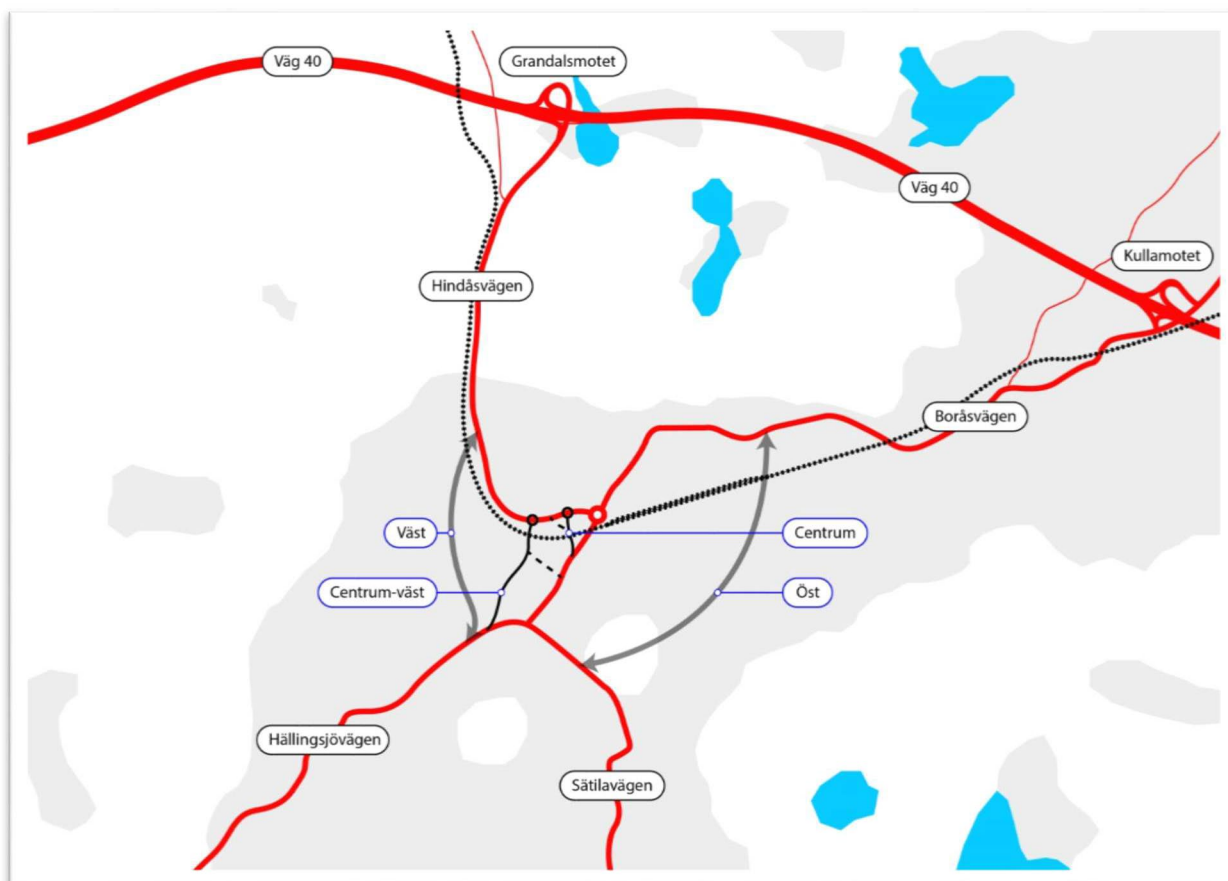 Väg 40
Grandalsmotet
Väg 40
Kullamotet
Hindåsvägen
Boråsvägen
Väst
Centrum
Centrum-väst
Öst
Hällingsjövägen
Sätilavägen